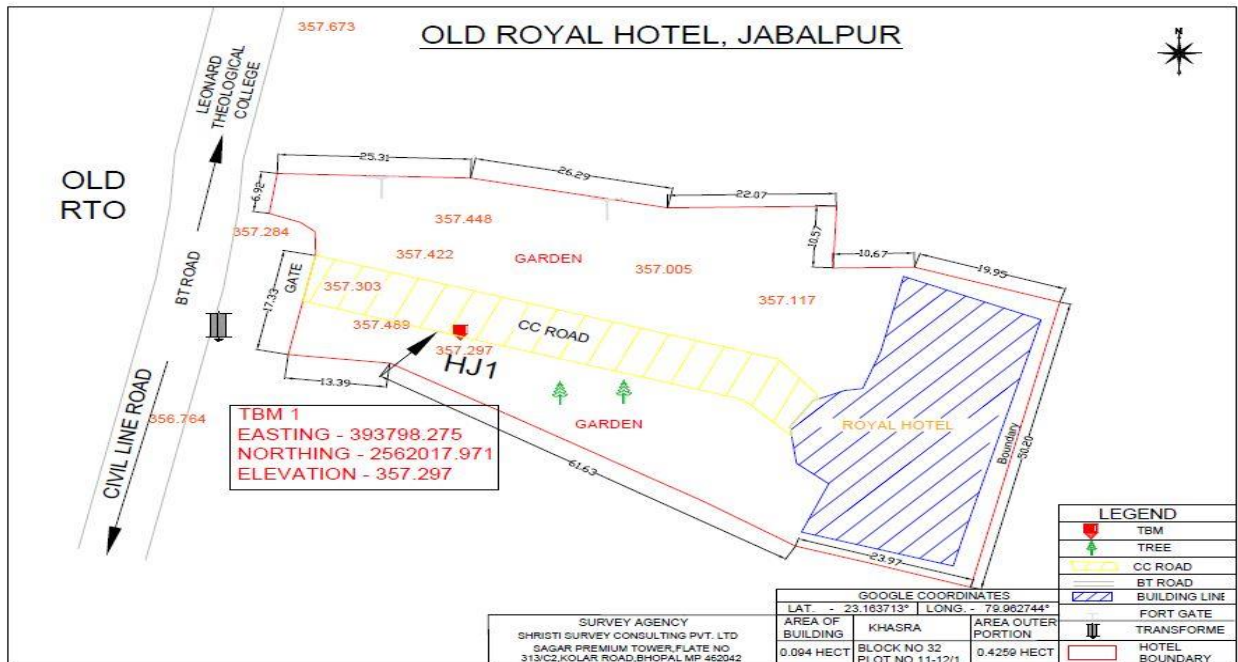 OLD ROYAL HOTEL, JABALPUR
N
357.673
LEONARD
THEOLOGICAL
COLLEGE
OLD
RTO
BT ROAD
CIVIL LINE ROAD
25.31
26.29
22.07
6.92
10.57
10.67
19.95
357.448
357.284
357.422
GARDEN
357.005
357.117
GATE
17.33
357.303
357.469
CC ROAD
357.297
HJ1
13.39
356.764
GARDEN
ROYAL HOTEL
Boundary
50.20
61.63
23.97
TBM 1
EASTING - 393798.275
NORTHING - 2562017.971
ELEVATION - 357.297
LEGEND
TBM
TREE
CC ROAD
BT ROAD
BUILDING LINE
FORT GATE
TRANSFORME
HOTEL
BOUNDARY
GOOGLE COORDINATES
LAT. - 23.163713° LONG. - 79.962744°
AREA OF
BUILDING
KHASRA
AREA OUTER
PORTION
0.094 HECT
BLOCK NO 32
PLOT NO 11-12/1
0.4259 HECT
SURVEY AGENCY
SHRISTI SURVEY CONSULTING PVT. LTD
SAGAR PREMIUM TOWER,FLATE NO
313/C2,KOLAR ROAD,BHOPAL MP 462042